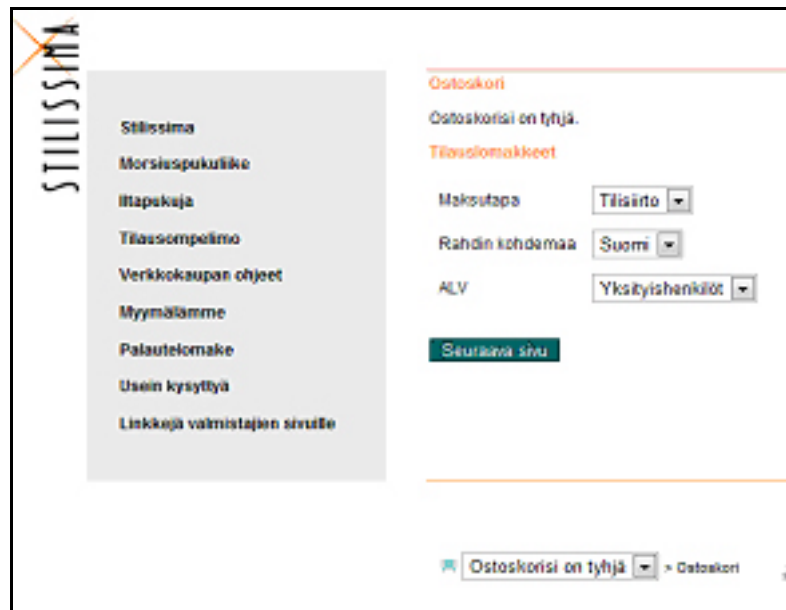 STILISSIMA
Stilissima
Morsiuspukuliike
Iltapukuja
Tilausompelimo
Verkkokaupan ohjeet
Myymälämme
Palautelomake
Usein kysyttyä
Linkkejä valmistajien sivuille
Ostoskori
Ostoskorisi on tyhjä.
Tilauslomakkeet
Maksutapa Tilisiirto
Rahdin kohdemaa Suomi
ALV Yksityishenkilöt
Seuraava sivu
Ostoskorisi on tyhjä > Ostoskori